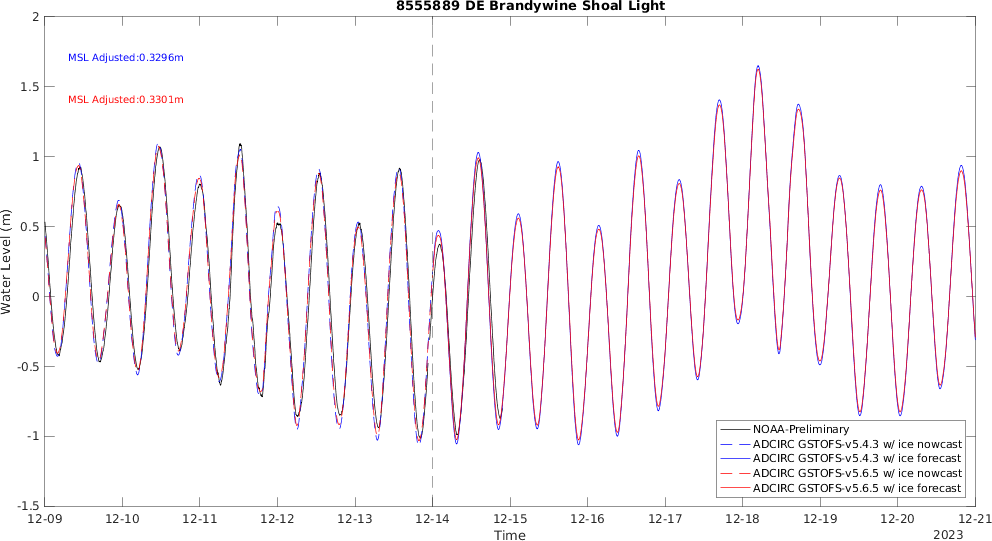 8555889 DE Brandywine Shoal Light
MSL Adjusted:0.3296m
MSL Adjusted:0.3301m
Water Level (m)
2
1.5
1
0.5
0
-0.5
-1
-1.5
NOAA-Preliminary
ADCIRC GSTOFS-v5.4.3 w/ ice nowcast
ADCIRC GSTOFS-v5.4.3 w/ ice forecast
ADCIRC GSTOFS-v5.6.5 w/ ice nowcast
ADCIRC GSTOFS-v5.6.5 w/ ice forecast
12-09 12-10 12-11 12-12 12-13 12-14 12-15 12-16 12-17 12-18 12-19 12-20 12-21
Time
2023